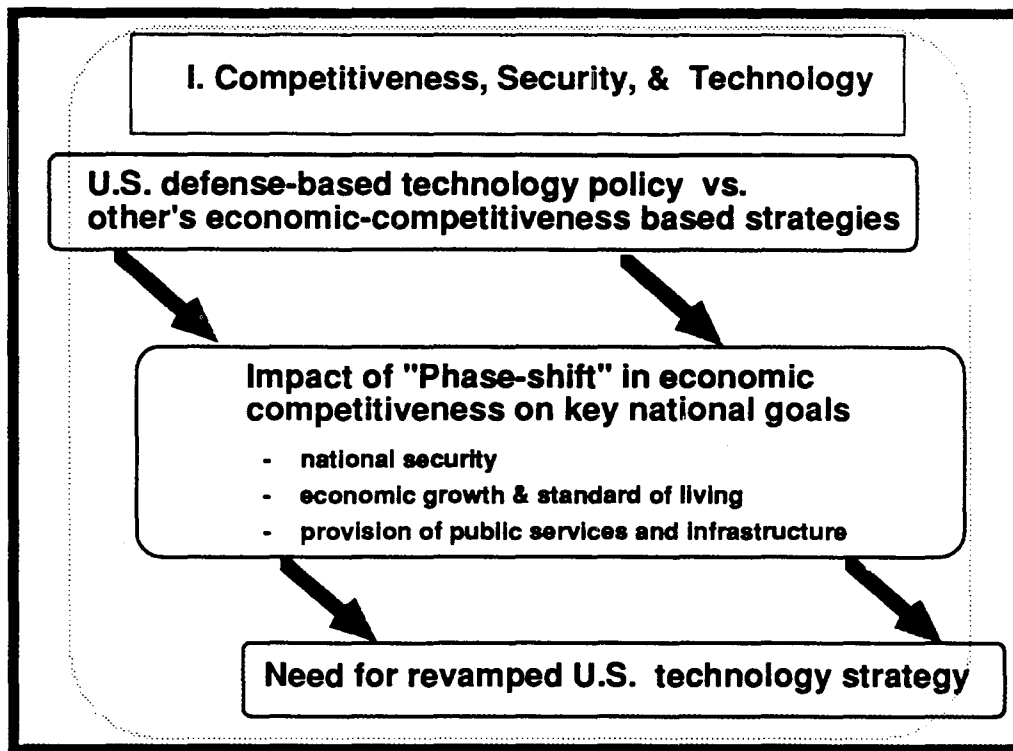 I. Competitiveness, Security, & Technology
U.S. defense-based technology policy vs.
other's economic-competitiveness based strategies
Impact of "Phase-shift" in economic
competitiveness on key national goals
- national security
- economic growth & standard of living
- provision of public services and infrastructure
Need for revamped U.S. technology strategy